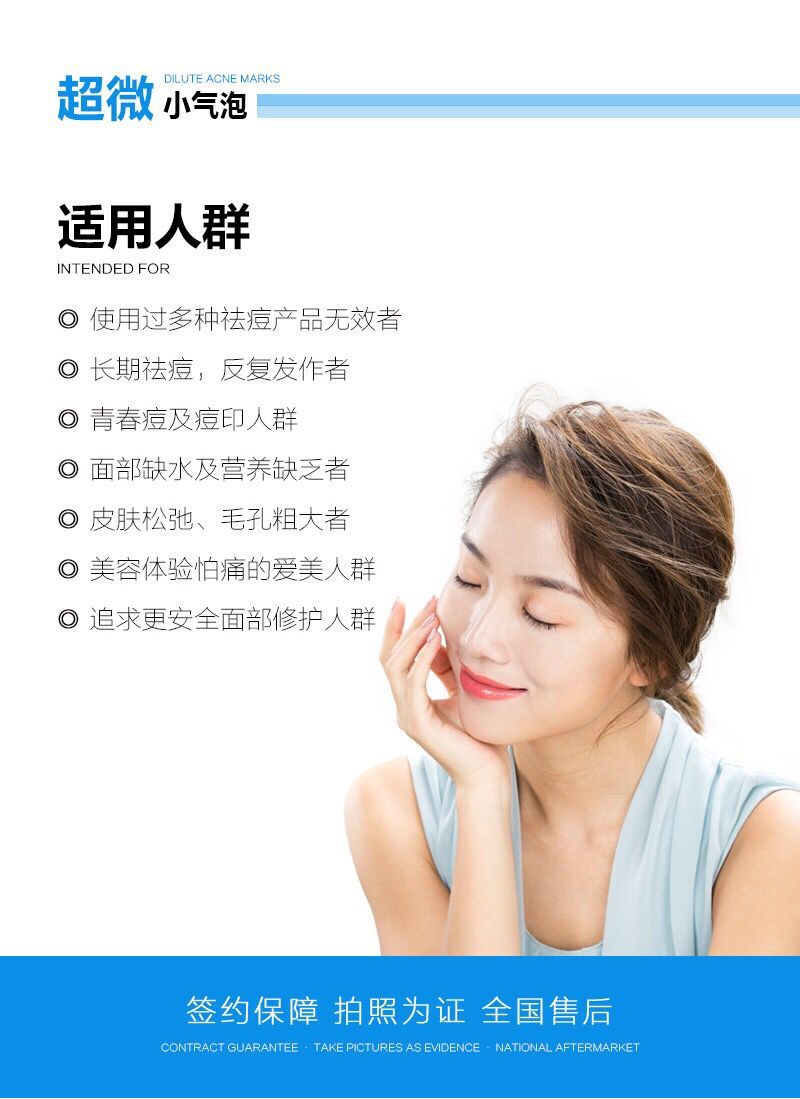 超微 小气泡
DILUTE ACNE MARKS
适用人群
INTENDED FOR
使用过多种祛痘产品无效者
长期祛痘，反复发作者
青春痘及痘印人群
面部缺水及营养缺乏者
皮肤松弛、毛孔粗大者
美容体验怕痛的爱美人群
追求更安全面部修护人群
签约保障 拍照为证 全国售后
CONTRACT GUARANTEE · TAKE PICTURES AS EVIDENCE · NATIONAL AFTERMARKET